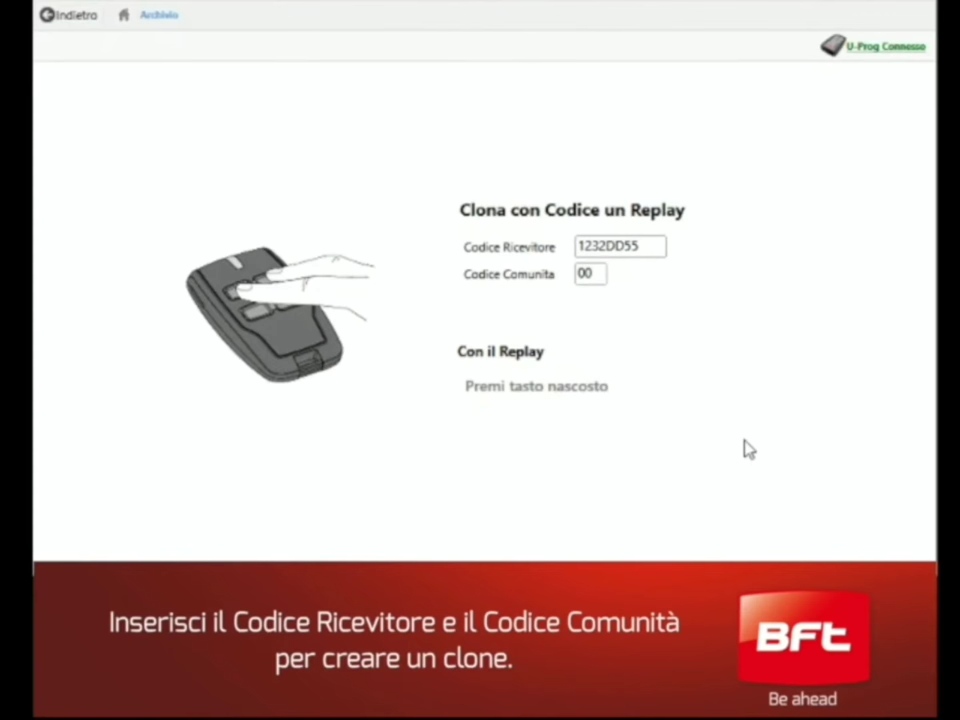 Indietro Archivio
U-Prog Connesso
Clona con Codice un Replay
Codice Ricevitore 1232DD55
Codice Comunita 00
Con il Replay
Premi tasto nascosto
Inserisci il Codice Ricevitore e il Codice Comunità
per creare un clone.
BFt
Be ahead